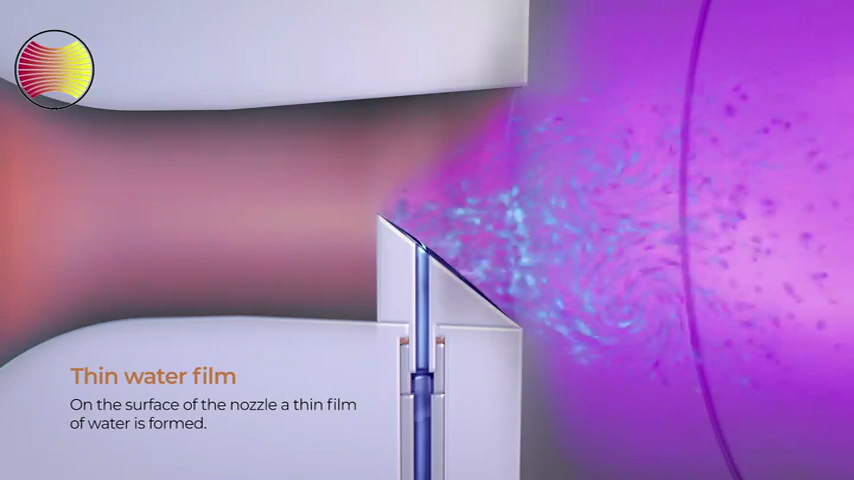 Thin water film
On the surface of the nozzle a thin film
of water is formed.